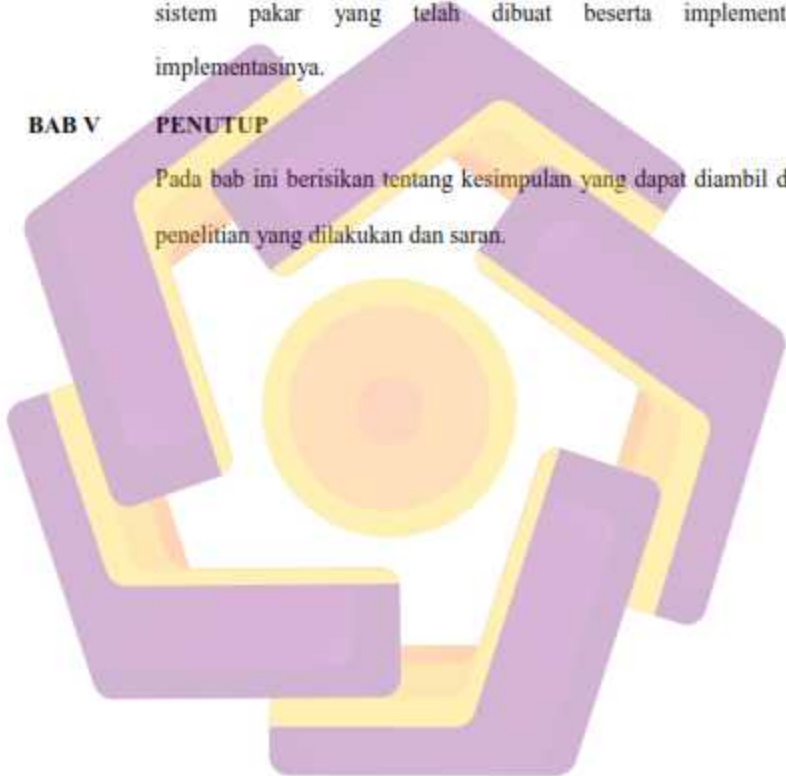 sistem pakar yang telah dibuat beserta implement
implementasinya.
BAB V PENUTUP
Pada bab ini berisikan tentang kesimpulan yang dapat diambil d
penelitian yang dilakukan dan saran.